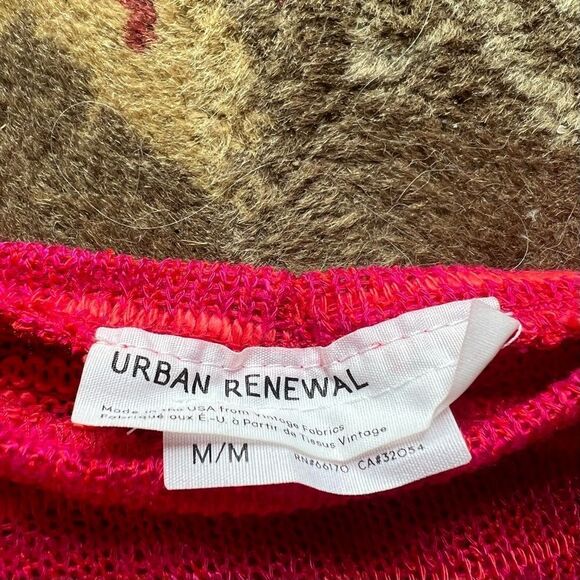 URBAN RENEWAL
Made in the USA from Vintage Fabrics
Fabriqué aux É-U. à Partir de Tissus Vintage
M/M
RN#66170 CA#32054